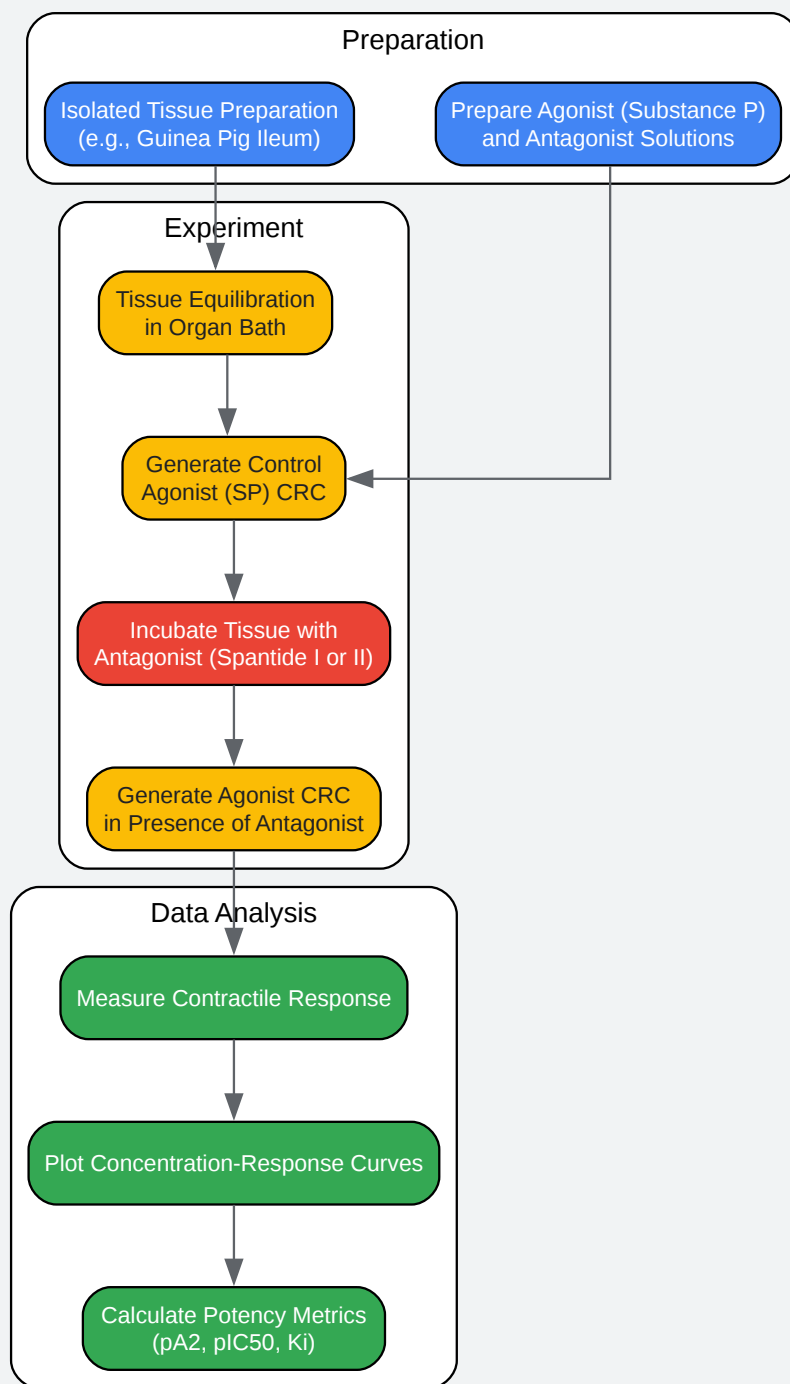 Preparation
Isolated Tissue Preparation
(e.g., Guinea Pig Ileum)
Prepare Agonist (Substance P)
and Antagonist Solutions
Experiment
Tissue Equilibration
in Organ Bath
Generate Control
Agonist (SP) CRC
Incubate Tissue with
Antagonist (Spantide I or II)
Generate Agonist CRC
in Presence of Antagonist
Data Analysis
Measure Contractile Response
Plot Concentration-Response Curves
Calculate Potency Metrics
(pA2, pIC50, Ki)